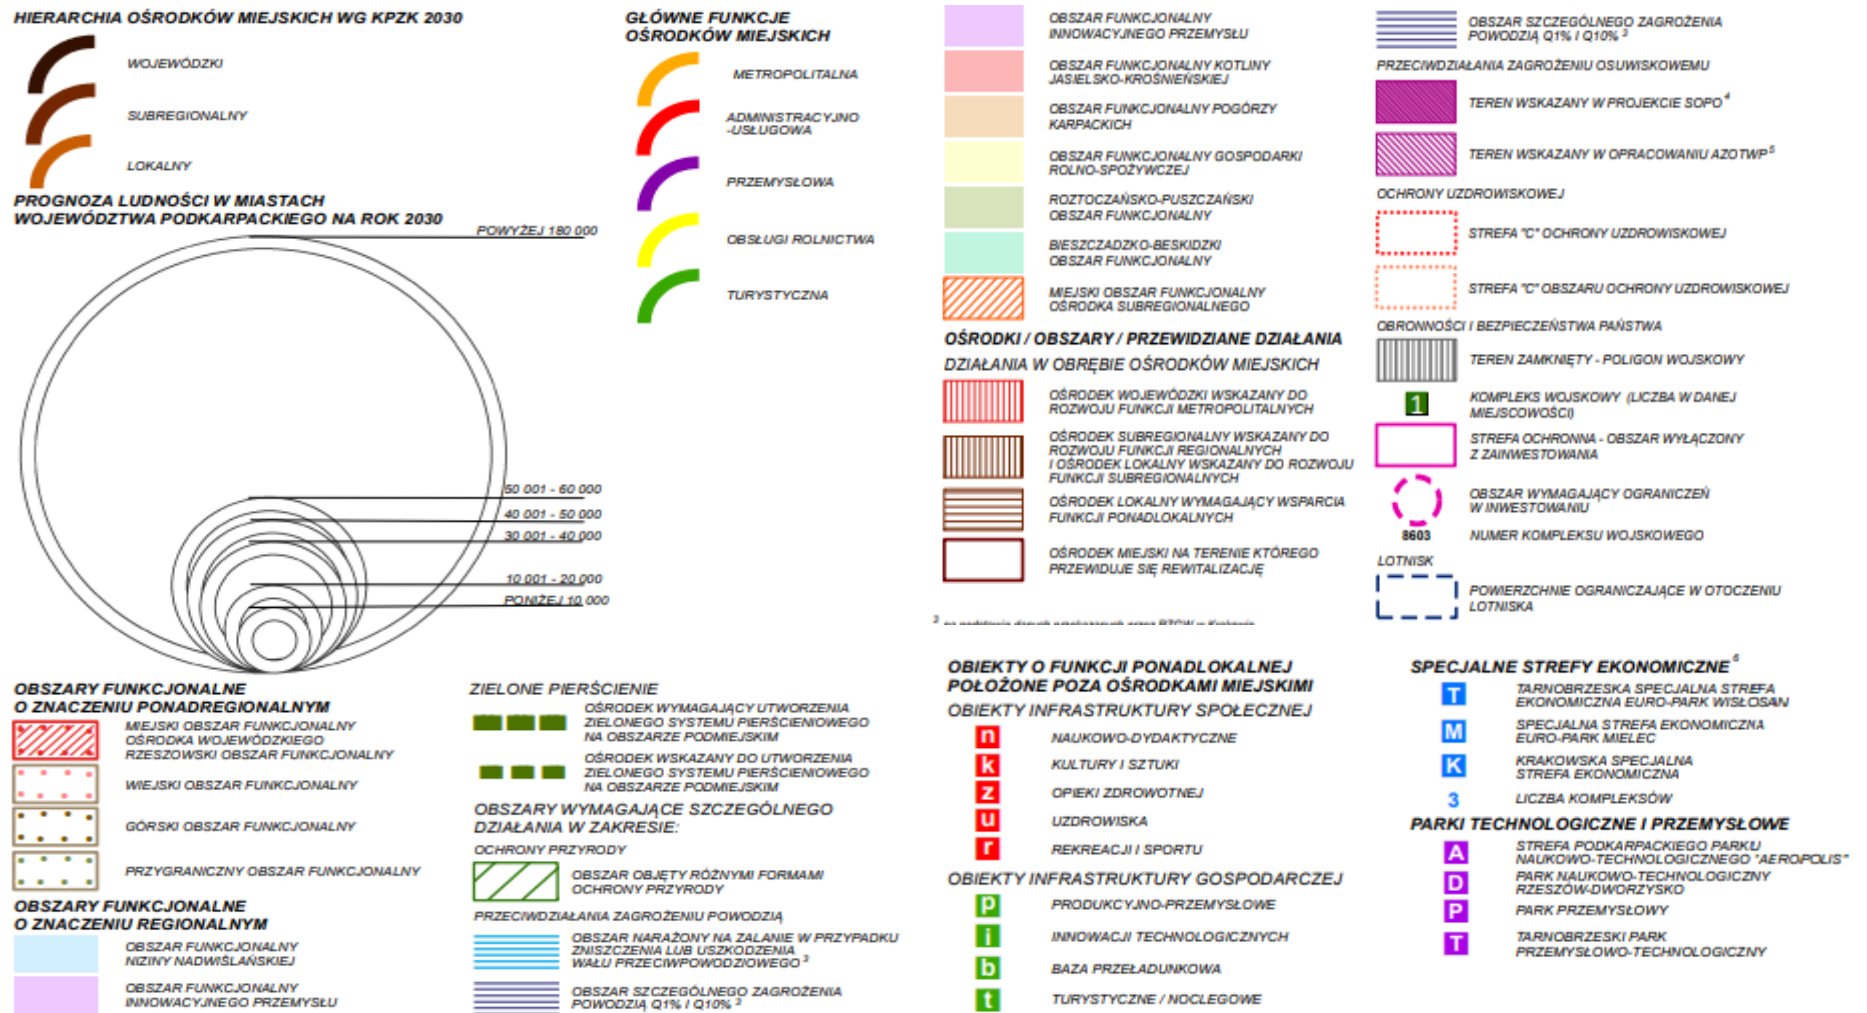 HIERARCHIA OŚRODKÓW MIEJSKICH WG KPZK 2030
WOJEWÓDZKI
SUBREGIONALNY
LOKALNY
PROGNOZA LUDNOŚCI W MIASTACH
WOJEWÓDZTWA PODKARPACKIEGO NA ROK 2030
POWYŻEJ 180 000
50 001 - 60 000
40 001 - 50 000
30 001 - 40 000
10 001 - 20 000
PONIŻEJ 10 000
GŁÓWNE FUNKCJE
OŚRODKÓW MIEJSKICH
METROPOLITALNA
ADMINISTRACYJNO
-USŁUGOWA
PRZEMYSŁOWA
OBSŁUGI ROLNICTWA
TURYSTYCZNA
OBSZARY FUNKCJONALNE
O ZNACZENIU PONADREGIONALNYM
MIEJSKI OBSZAR FUNKCJONALNY
OŚRODKA WOJEWÓDZKIEGO
RZESZOWSKI OBSZAR FUNKCJONALNY
WIEJSKI OBSZAR FUNKCJONALNY
GÓRSKI OBSZAR FUNKCJONALNY
PRZYGRANICZNY OBSZAR FUNKCJONALNY
OBSZARY FUNKCJONALNE
O ZNACZENIU REGIONALNYM
OBSZAR FUNKCJONALNY
NIZINY NADWIŚLAŃSKIEJ
OBSZAR FUNKCJONALNY
INNOWACYJNEGO PRZEMYSŁU
ZIELONE PIERŚCIENIE
OŚRODEK WYMAGAJĄCY UTWORZENIA
ZIELONEGO SYSTEMU PIERŚCIENIOWEGO
NA OBSZARZE PODMIEJSKIM
OŚRODEK WSKAZANY DO UTWORZENIA
ZIELONEGO SYSTEMU PIERŚCIENIOWEGO
NA OBSZARZE PODMIEJSKIM
OBSZARY WYMAGAJĄCE SZCZEGÓLNEGO
DZIAŁANIA W ZAKRESIE:
OCHRONY PRZYRODY
OBSZAR OBJĘTY RÓŻNYMI FORMAMI
OCHRONY PRZYRODY
PRZECIWDZIAŁANIA ZAGROŻENIU POWODZIĄ
OBSZAR NARAŻONY NA ZALANIE W PRZYPADKU
ZNISZCZENIA LUB USZKODZENIA
WAŁU PRZECIWPOWODZIOWEGO 3
OBSZAR SZCZEGÓLNEGO ZAGROŻENIA
POWODZIĄ Q1% I Q10% 3
OBSZAR FUNKCJONALNY
INNOWACYJNEGO PRZEMYSŁU
OBSZAR FUNKCJONALNY KOTLINY
JASIELSKO-KROŚNIEŃSKIEJ
OBSZAR FUNKCJONALNY POGÓRZY
KARPACKICH
OBSZAR FUNKCJONALNY GOSPODARKI
ROLNO-SPOŻYWCZEJ
ROZTOCZAŃSKO-PUSZCZAŃSKI
OBSZAR FUNKCJONALNY
BIESZCZADZKO-BESKIDZKI
OBSZAR FUNKCJONALNY
MIEJSKI OBSZAR FUNKCJONALNY
OŚRODKA SUBREGIONALNEGO
OŚRODKI / OBSZARY / PRZEWIDZIANE DZIAŁANIA
DZIAŁANIA W OBRĘBIE OŚRODKÓW MIEJSKICH
OŚRODEK WOJEWÓDZKI WSKAZANY DO
ROZWOJU FUNKCJI METROPOLITALNYCH
OŚRODEK SUBREGIONALNY WSKAZANY DO
ROZWOJU FUNKCJI REGIONALNYCH
I OŚRODEK LOKALNY WSKAZANY DO ROZWOJU
FUNKCJI SUBREGIONALNYCH
OŚRODEK LOKALNY WYMAGAJĄCY WSPARCIA
FUNKCJI PONADLOKALNYCH
OŚRODEK MIEJSKI NA TERENIE KTÓREGO
PRZEWIDUJE SIĘ REWITALIZACJĘ
3
OBSZAR SZCZEGÓLNEGO ZAGROŻENIA
POWODZIĄ Q1% I Q10% 3
PRZECIWDZIAŁANIA ZAGROŻENIU OSUWISKOWEMU
TEREN WSKAZANY W PROJEKCIE SOPO 4
TEREN WSKAZANY W OPRACOWANIU AZOTWP 5
OCHRONY UZDROWISKOWEJ
STREFA "C" OCHRONY UZDROWISKOWEJ
STREFA "C" OBSZARU OCHRONY UZDROWISKOWEJ
OBRONNOŚCI I BEZPIECZEŃSTWA PAŃSTWA
TEREN ZAMKNIĘTY - POLIGON WOJSKOWY
1 KOMPLEKS WOJSKOWY (LICZBA W DANEJ
MIEJSCOWOŚCI)
STREFA OCHRONNA - OBSZAR WYŁĄCZONY
Z ZAINWESTOWANIA
OBSZAR WYMAGAJĄCY OGRANICZEŃ
W INWESTOWANIU
8603 NUMER KOMPLEKSU WOJSKOWEGO
LOTNISK
POWIERZCHNIE OGRANICZAJĄCE W OTOCZENIU
LOTNISKA
OBIEKTY O FUNKCJI PONADLOKALNEJ
POŁOŻONE POZA OŚRODKAMI MIEJSKIMI
OBIEKTY INFRASTRUKTURY SPOŁECZNEJ
n NAUKOWO-DYDAKTYCZNE
k KULTURY I SZTUKI
z OPIEKI ZDROWOTNEJ
u UZDROWISKA
r REKREACJI I SPORTU
OBIEKTY INFRASTRUKTURY GOSPODARCZEJ
p PRODUKCYJNO-PRZEMYSŁOWE
i INNOWACJI TECHNOLOGICZNYCH
b BAZA PRZEŁADUNKOWA
t TURYSTYCZNE / NOCLEGOWE
SPECJALNE STREFY EKONOMICZNE 6
T TARNOBRZESKA SPECJALNA STREFA
EKONOMICZNA EURO-PARK WISŁOSAN
M SPECJALNA STREFA EKONOMICZNA
EURO-PARK MIELEC
K KRAKOWSKA SPECJALNA
STREFA EKONOMICZNA
3 LICZBA KOMPLEKSÓW
PARKI TECHNOLOGICZNE I PRZEMYSŁOWE
A STREFA PODKARPACKIEGO PARKU
NAUKOWO-TECHNOLOGICZNEGO "AEROPOLIS"
D PARK NAUKOWO-TECHNOLOGICZNY
RZESZÓW-DWORZYSKO
P PARK PRZEMYSŁOWY
T TARNOBRZESKI PARK
PRZEMYSŁOWO-TECHNOLOGICZNY